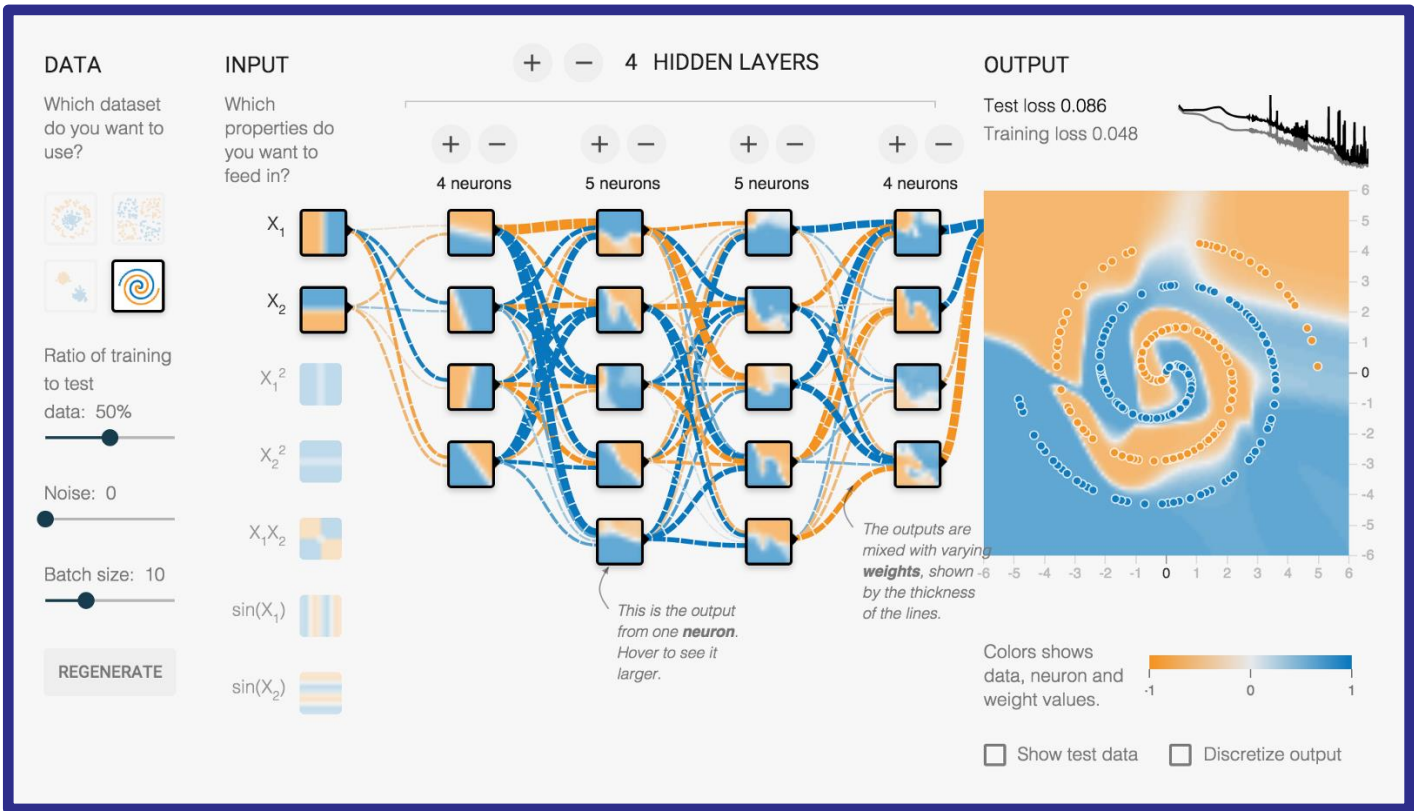 DATA
Which dataset
do you want to
use?
Ratio of training
to test
data: 50%
Noise: 0
Batch size: 10
REGENERATE
INPUT
Which
properties do
you want to
feed in?
X₁
X₂
X₁²
X₂²
X₁X₂
sin(X₁)
sin(X₂)
+ − 4 HIDDEN LAYERS
+ − + − + − + −
4 neurons 5 neurons 5 neurons 4 neurons
This is the output
from one neuron.
Hover to see it
larger.
The outputs are
mixed with varying
weights, shown
by the thickness
of the lines.
OUTPUT
Test loss 0.086
Training loss 0.048
6
5
4
3
2
1
0
-1
-2
-3
-4
-5
-6
-6 -5 -4 -3 -2 -1 0 1 2 3 4 5 6
Colors shows
data, neuron and
weight values.
-1 0 1
Show test data Discretize output